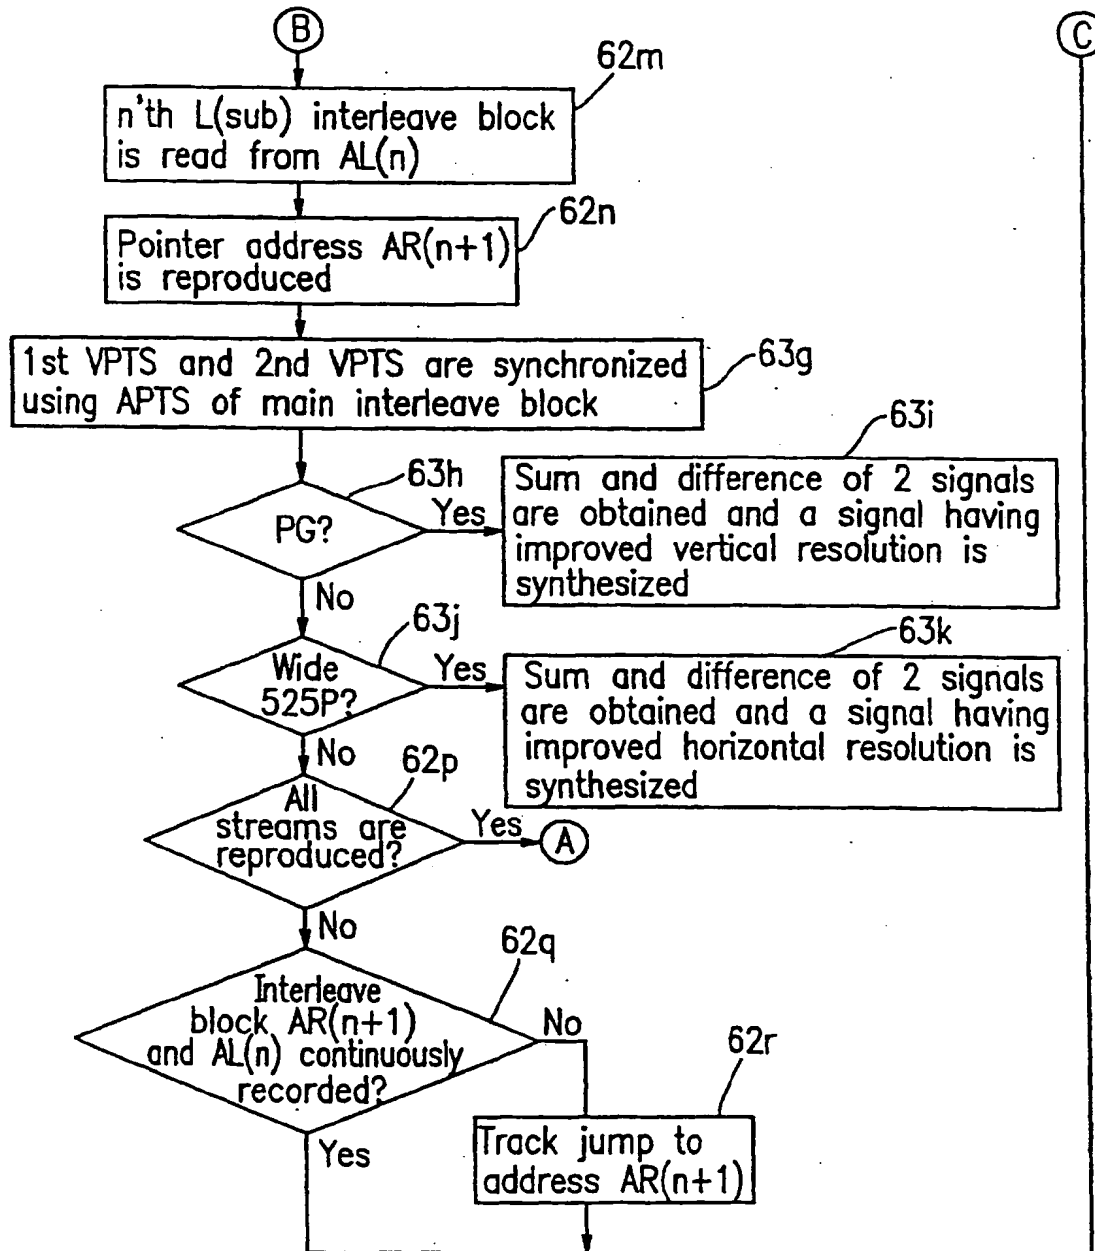 B
C
62m
n'th L(sub) interleave block
is read from AL(n)
62n
Pointer address AR(n+1)
is reproduced
1st VPTS and 2nd VPTS are synchronized
using APTS of main interleave block
63g
63h
PG?
Yes
No
63i
Sum and difference of 2 signals
are obtained and a signal having
improved vertical resolution is
synthesized
63j
Wide
525P?
Yes
No
63k
Sum and difference of 2 signals
are obtained and a signal having
improved horizontal resolution is
synthesized
62p
All
streams are
reproduced?
Yes
A
No
62q
Interleave
block AR(n+1)
and AL(n) continuously
recorded?
No
Yes
62r
Track jump to
address AR(n+1)